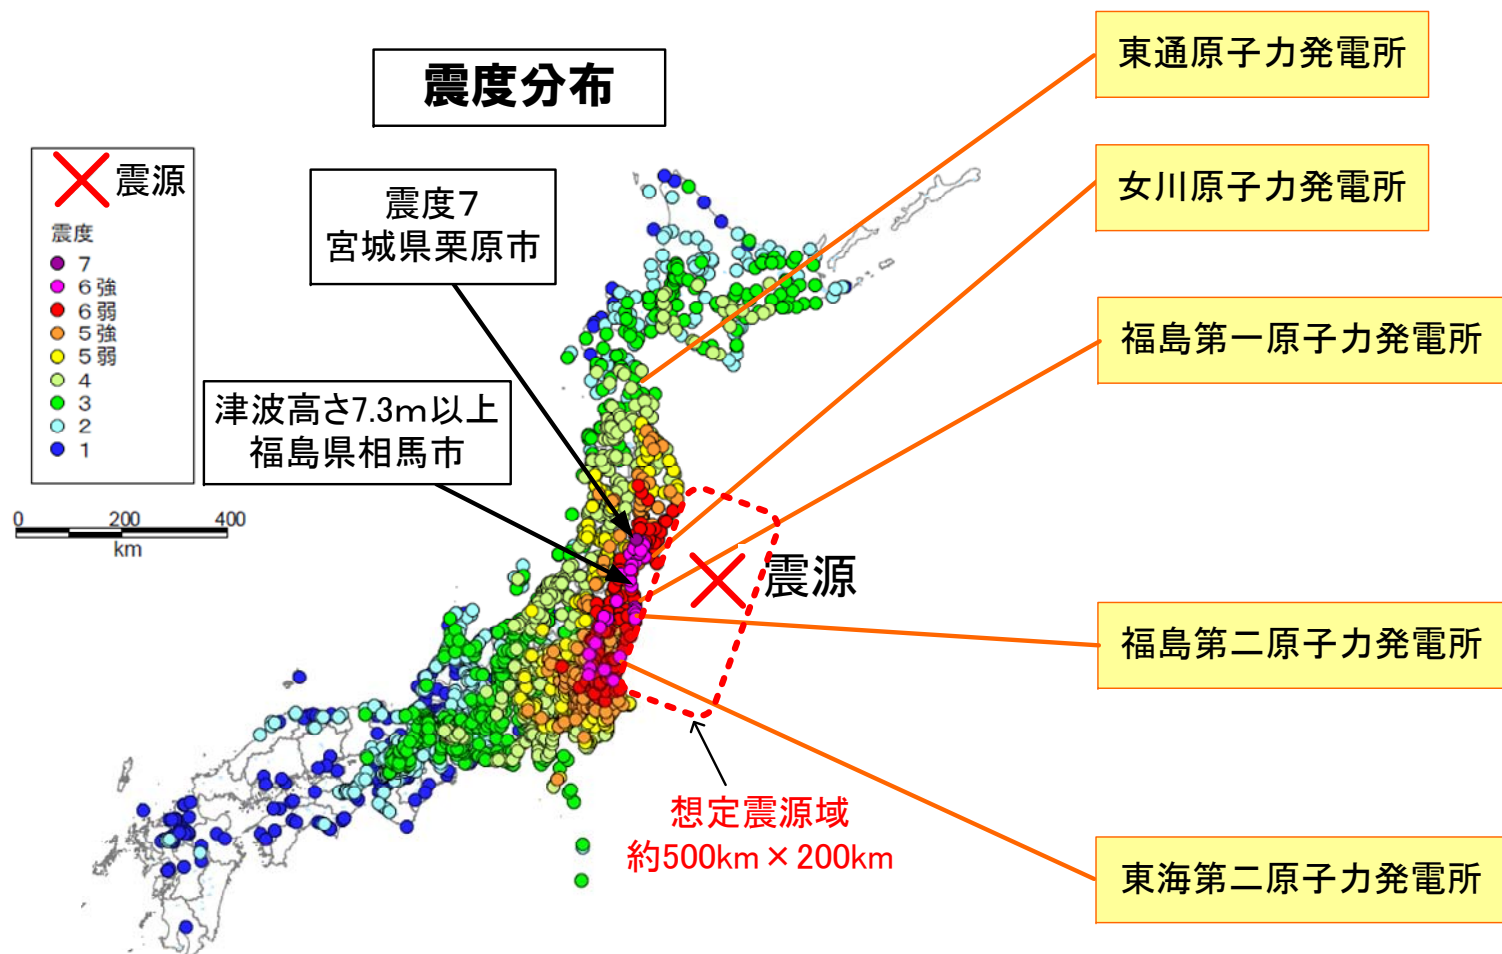 震度分布
震源
震度
7
6強
6弱
5強
5弱
4
3
2
1
0 200 400
km
震度7
宮城県栗原市
津波高さ7.3m以上
福島県相馬市
震源
想定震源域
約500km×200km
東通原子力発電所
女川原子力発電所
福島第一原子力発電所
福島第二原子力発電所
東海第二原子力発電所